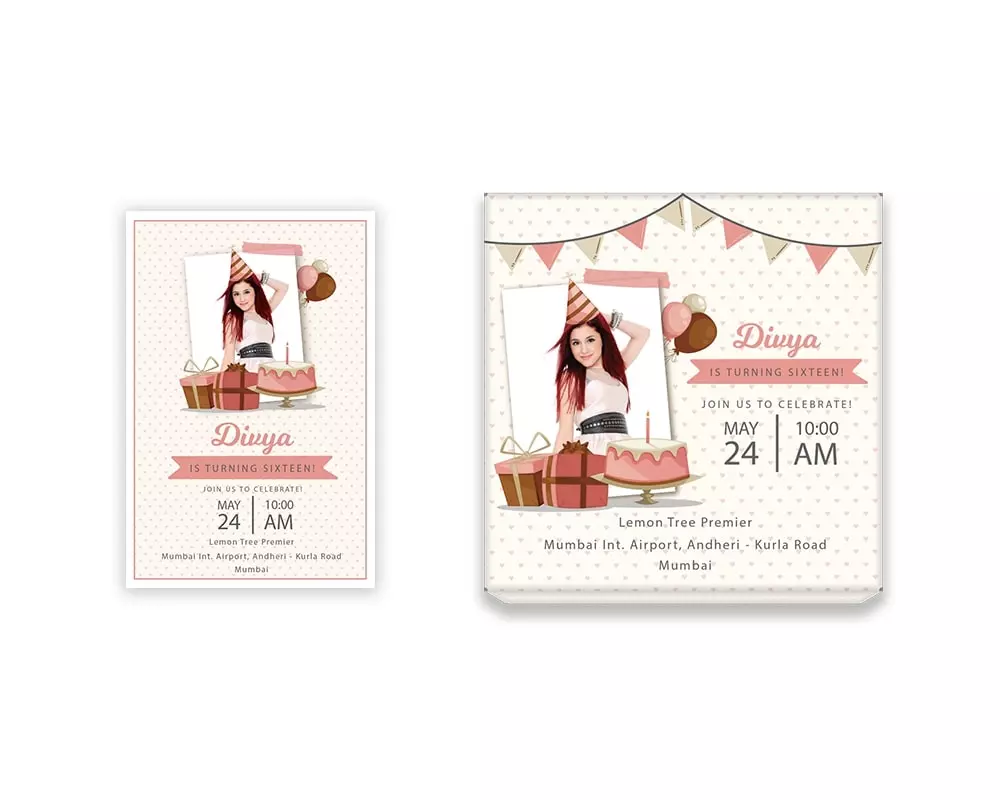 Divya
IS TURNING SIXTEEN!
JOIN US TO CELEBRATE!
MAY
24
10:00
AM
Lemon Tree Premier
Mumbai Int. Airport, Andheri - Kurla Road
Mumbai
Divya
IS TURNING SIXTEEN!
JOIN US TO CELEBRATE!
MAY
24
10:00
AM
Lemon Tree Premier
Mumbai Int. Airport, Andheri - Kurla Road
Mumbai